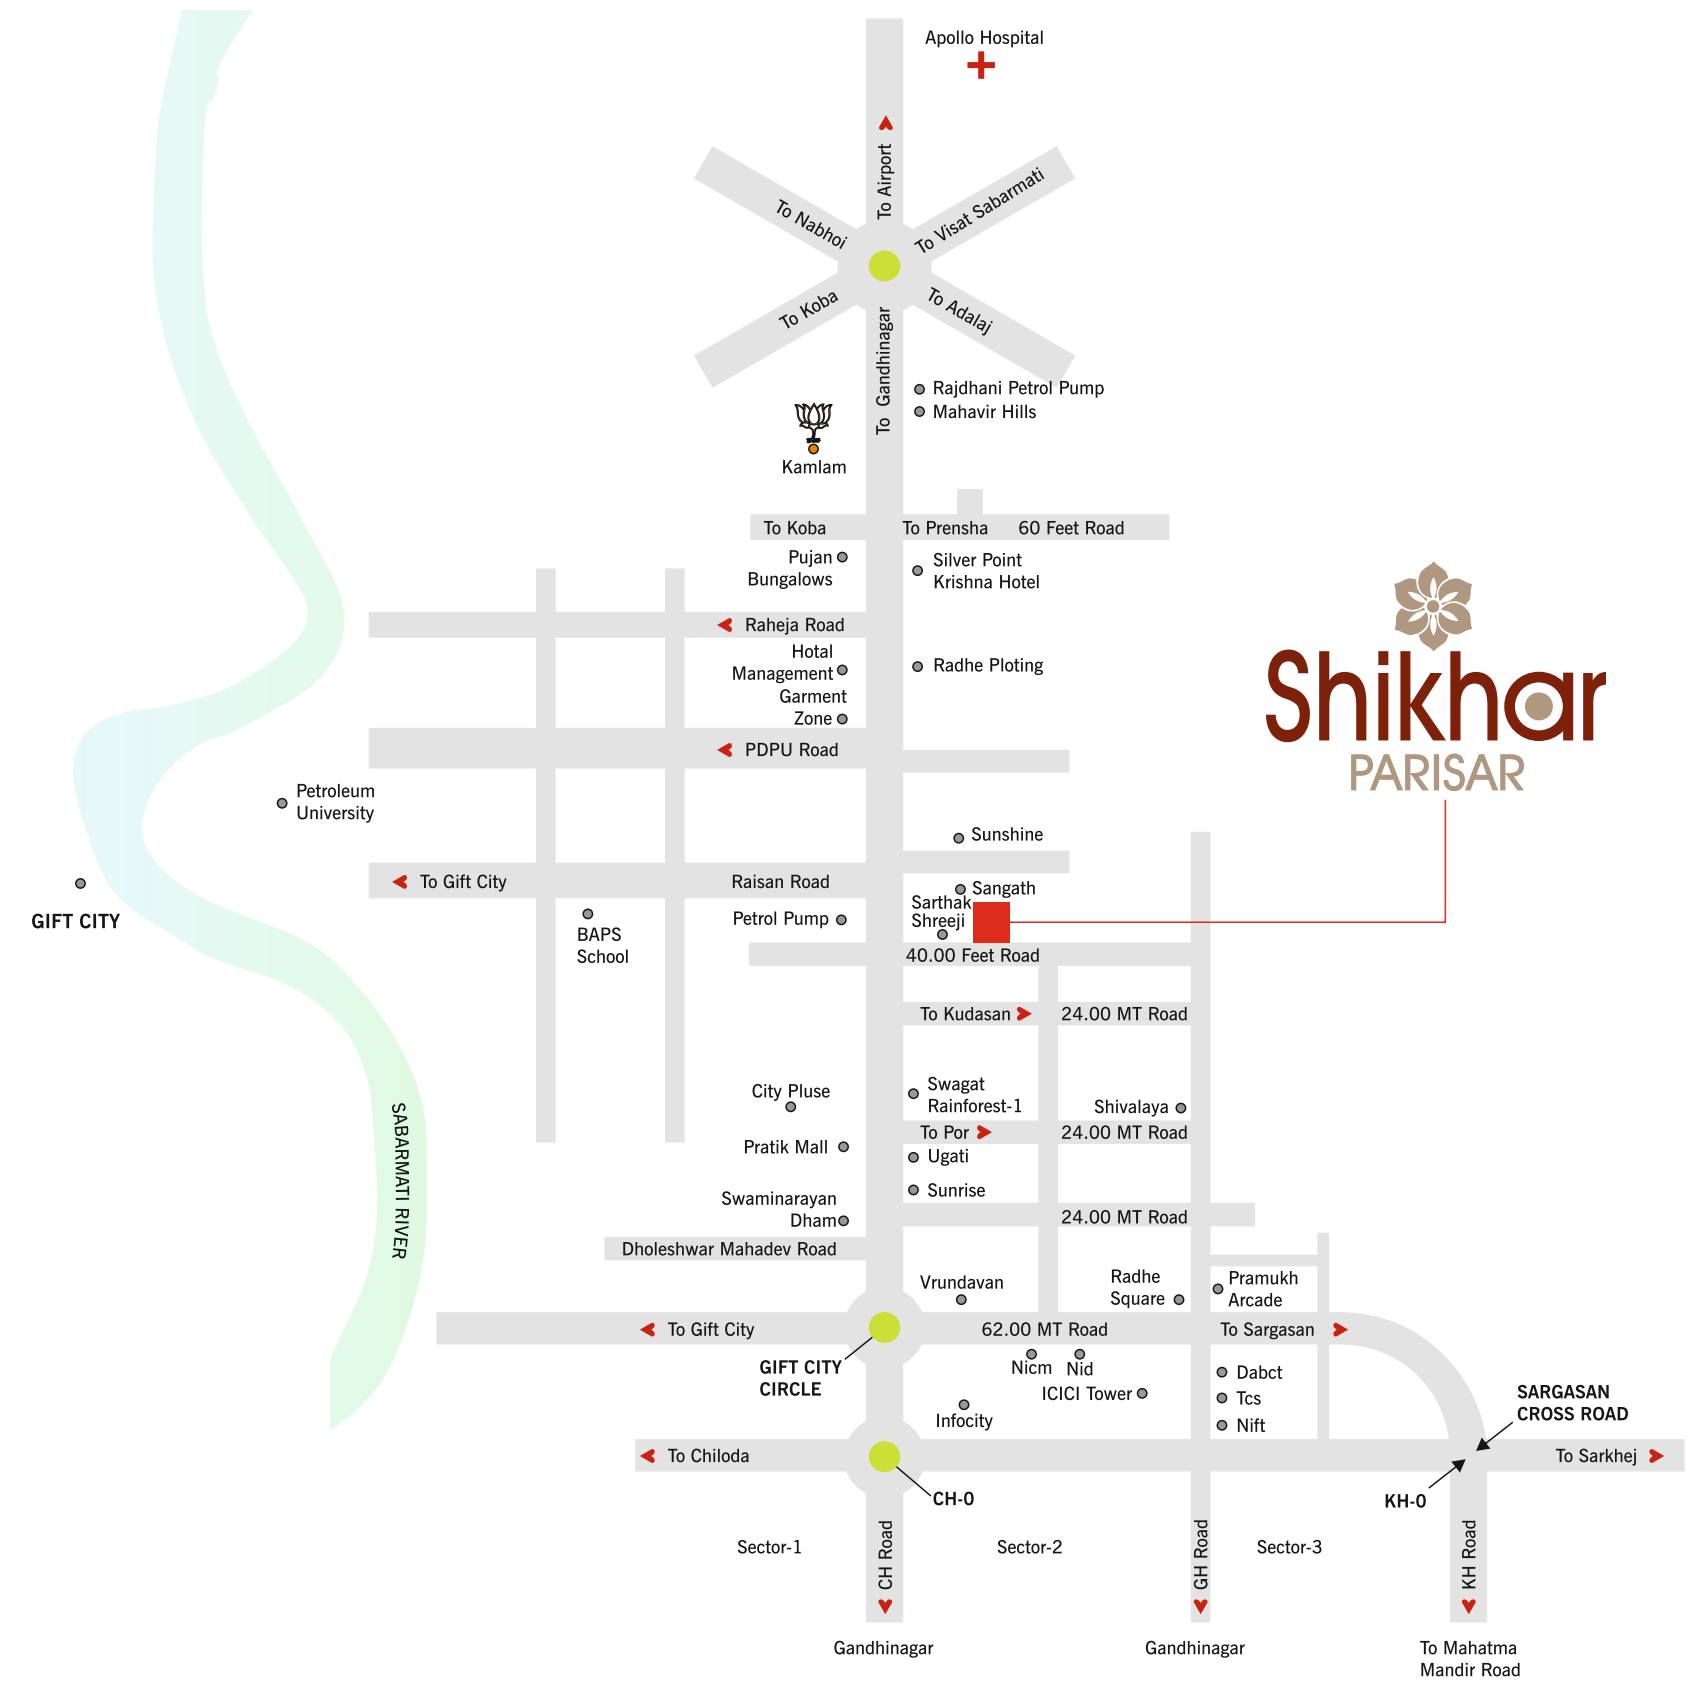 Apollo Hospital
To Airport
To Nabhoi
To Visat Sabarmati
To Koba
To Adalaj
To Gandhinagar
Rajdhani Petrol Pump
Mahavir Hills
Kamlam
To Koba
To Prensha
60 Feet Road
Pujan
Bungalows
Silver Point
Krishna Hotel
Raheja Road
Hotal
Management
Garment
Zone
Radhe Ploting
Shikhar
PARISAR
PDPU Road
Petroleum
University
Sunshine
To Gift City
Raisan Road
GIFT CITY
Sangath
Sarthak
Shreeji
Petrol Pump
BAPS
School
40.00 Feet Road
To Kudasan
24.00 MT Road
City Pluse
Swagat
Rainforest-1
Shivalaya
To Por
24.00 MT Road
Pratik Mall
Ugati
Sunrise
SABARMATI RIVER
Swaminarayan
Dham
24.00 MT Road
Dholeshwar Mahadev Road
Vrundavan
Radhe
Square
Pramukh
Arcade
To Gift City
62.00 MT Road
To Sargasan
GIFT CITY
CIRCLE
Nicm
Nid
ICICI Tower
Infocity
Dabct
Tcs
Nift
SARGASAN
CROSS ROAD
To Chiloda
To Sarkhej
CH-0
KH-0
Sector-1
CH Road
Sector-2
GH Road
Sector-3
KH Road
Gandhinagar
Gandhinagar
To Mahatma
Mandir Road